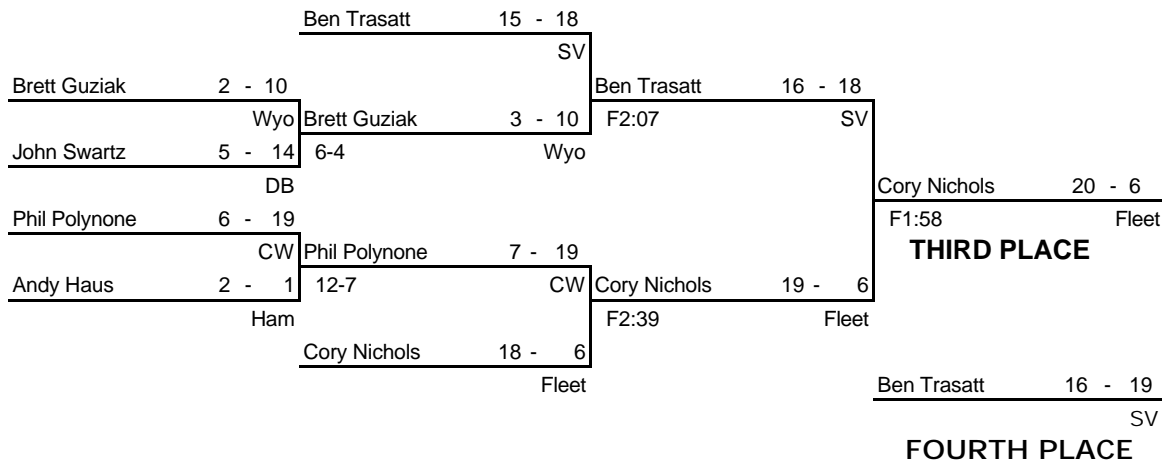 Ben Trasatt 15 - 18
SV
Brett Guziak 2 - 10
Ben Trasatt 16 - 18
Wyo Brett Guziak 3 - 10 F2:07 SV
John Swartz 5 - 14 6-4 Wyo
DB
Cory Nichols 20 - 6
Phil Polynone 6 - 19
F1:58 Fleet
CW Phil Polynone 7 - 19
THIRD PLACE
Andy Haus 2 - 1 12-7 CW Cory Nichols 19 - 6
Ham F2:39 Fleet
Cory Nichols 18 - 6
Fleet
Ben Trasatt 16 - 19
SV
FOURTH PLACE